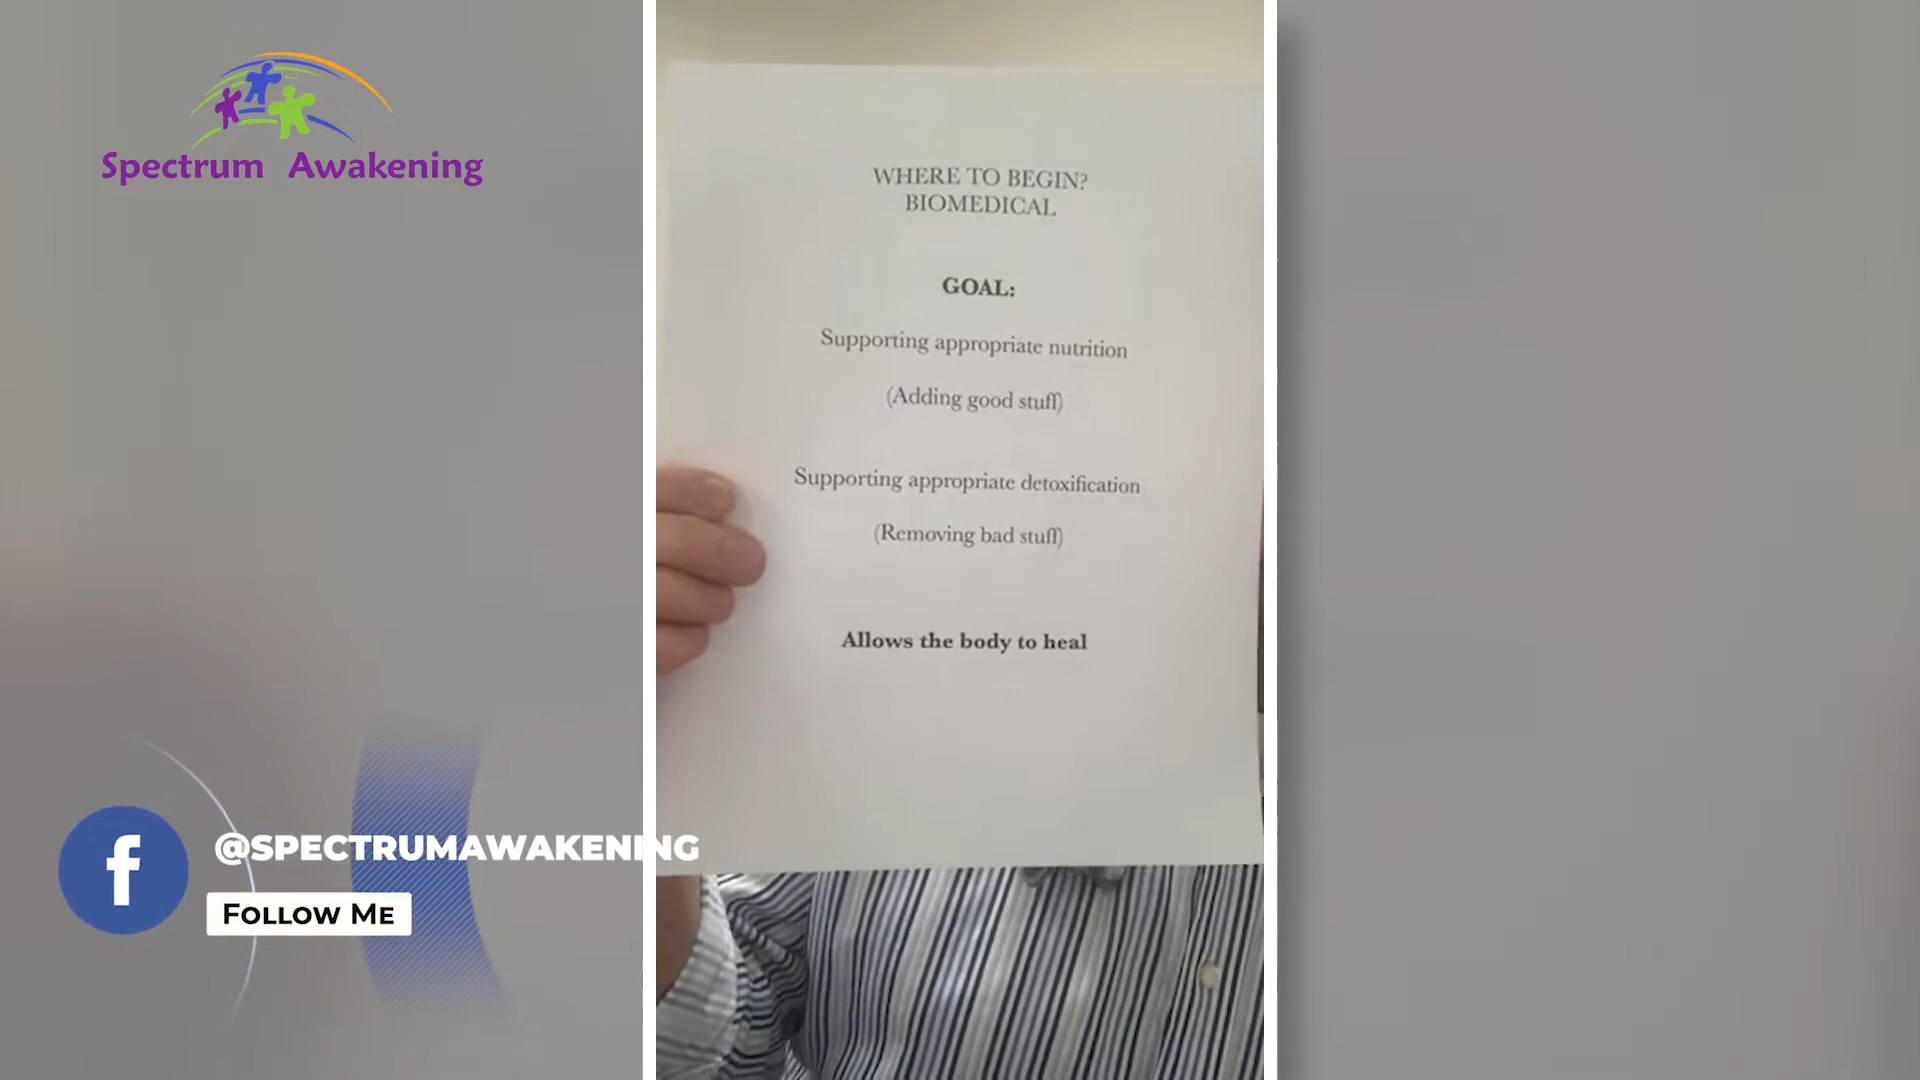 Spectrum Awakening
WHERE TO BEGIN?
BIOMEDICAL
GOAL:
Supporting appropriate nutrition
(Adding good stuff)
Supporting appropriate detoxification
(Removing bad stuff)
Allows the body to heal
f
@SPECTRUMAWAKENING
FOLLOW ME